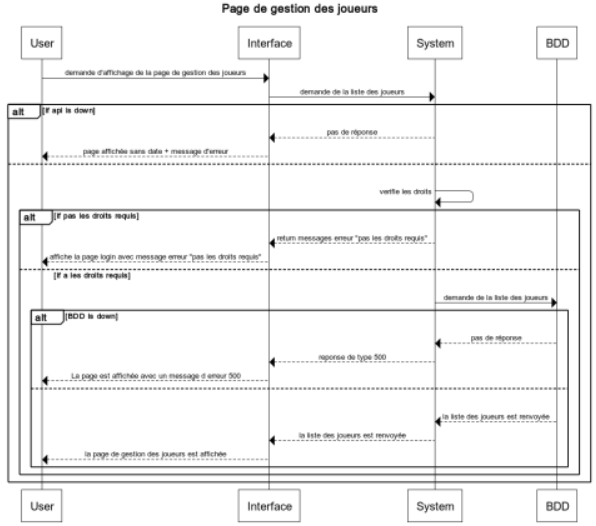 Page de gestion des joueurs
User
Interface
System
BDD
demande d'affichage de la page de gestion des joueurs
demande de la liste des joueurs
alt
[If api is down]
pas de réponse
page affichée sans date + message d'erreur
verifie les droits
alt
[If pas les droits requis]
return messages erreur "pas les droits requis"
affiche la page login avec message erreur "pas les droits requis"
[If a les droits requis]
demande de la liste des joueurs
alt
[BDD is down]
pas de réponse
reponse de type 500
La page est affichée avec un message d erreur 500
la liste des joueurs est renvoyée
la liste des joueurs est renvoyée
la page de gestion des joueurs est affichée
User
Interface
System
BDD